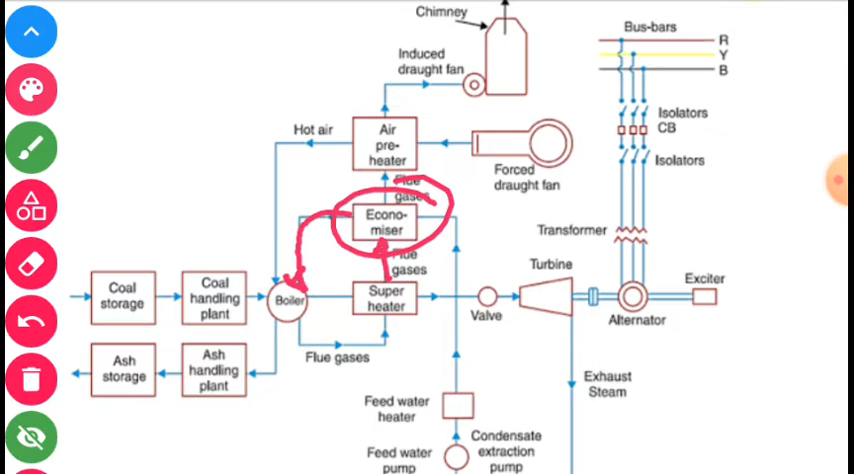 Chimney
Bus-bars
R
Y
B
Induced
draught fan
Isolators
CB
Isolators
Hot air
Air
pre-
heater
Forced
draught fan
Flue
gases
Econo-
miser
Transformer
Flue
gases
Turbine
Exciter
Coal
storage
Coal
handling
plant
Boiler
Super
heater
Valve
Alternator
Flue gases
Ash
storage
Ash
handling
plant
Exhaust
Steam
Feed water
heater
Feed water
pump
Condensate
extraction
pump